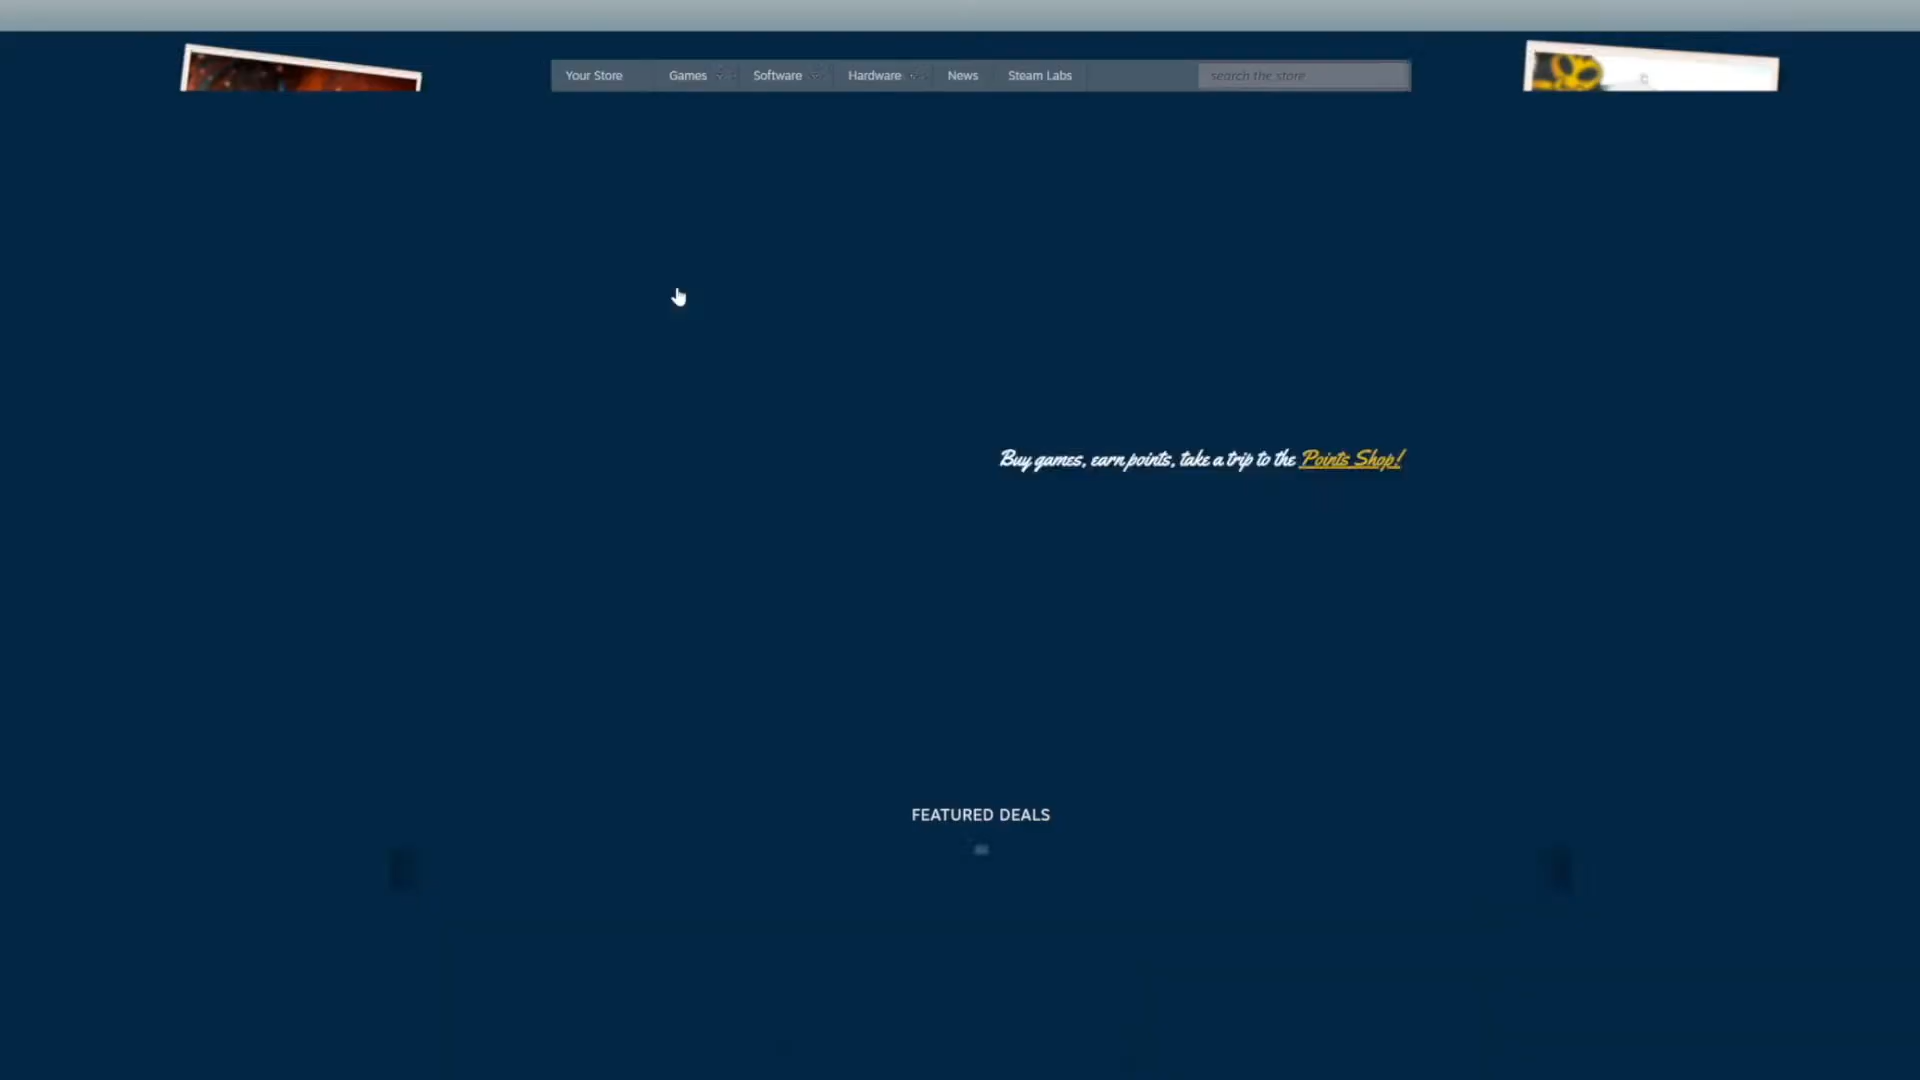 Your Store
Games
Software
Hardware
News
Steam Labs
search the store
Buy games, earn points, take a trip to the Points Shop!
FEATURED DEALS